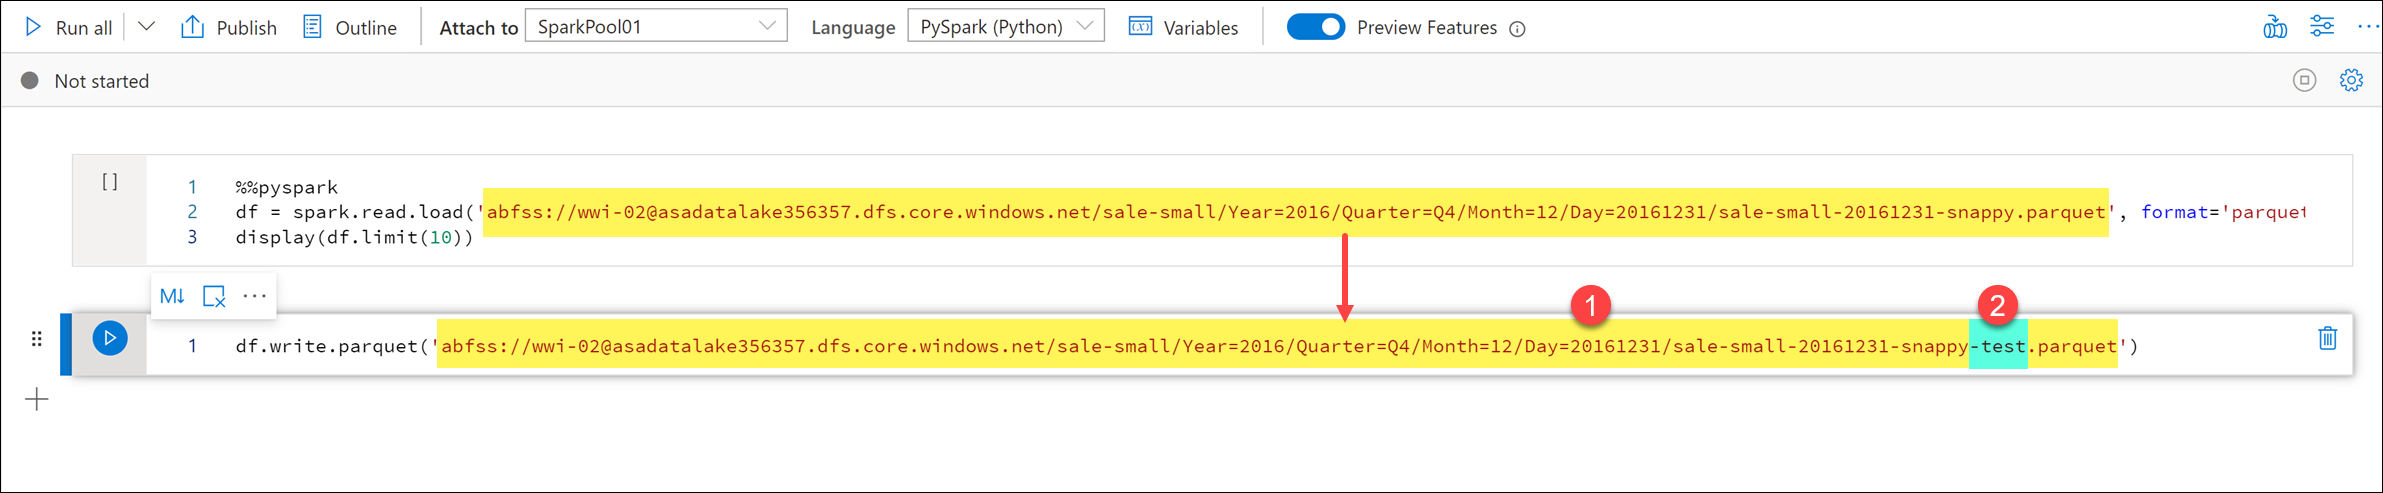 Run all Publish Outline Attach to SparkPool01 Language PySpark (Python) Variables Preview Features
Not started
[ ]
1 %%pyspark
2 df = spark.read.load('abfss://wwi-02@asadatalake356357.dfs.core.windows.net/sale-small/Year=2016/Quarter=Q4/Month=12/Day=20161231/sale-small-20161231-snappy.parquet', format='parquet
3 display(df.limit(10))
M↓
1 2
1 df.write.parquet('abfss://wwi-02@asadatalake356357.dfs.core.windows.net/sale-small/Year=2016/Quarter=Q4/Month=12/Day=20161231/sale-small-20161231-snappy-test.parquet')